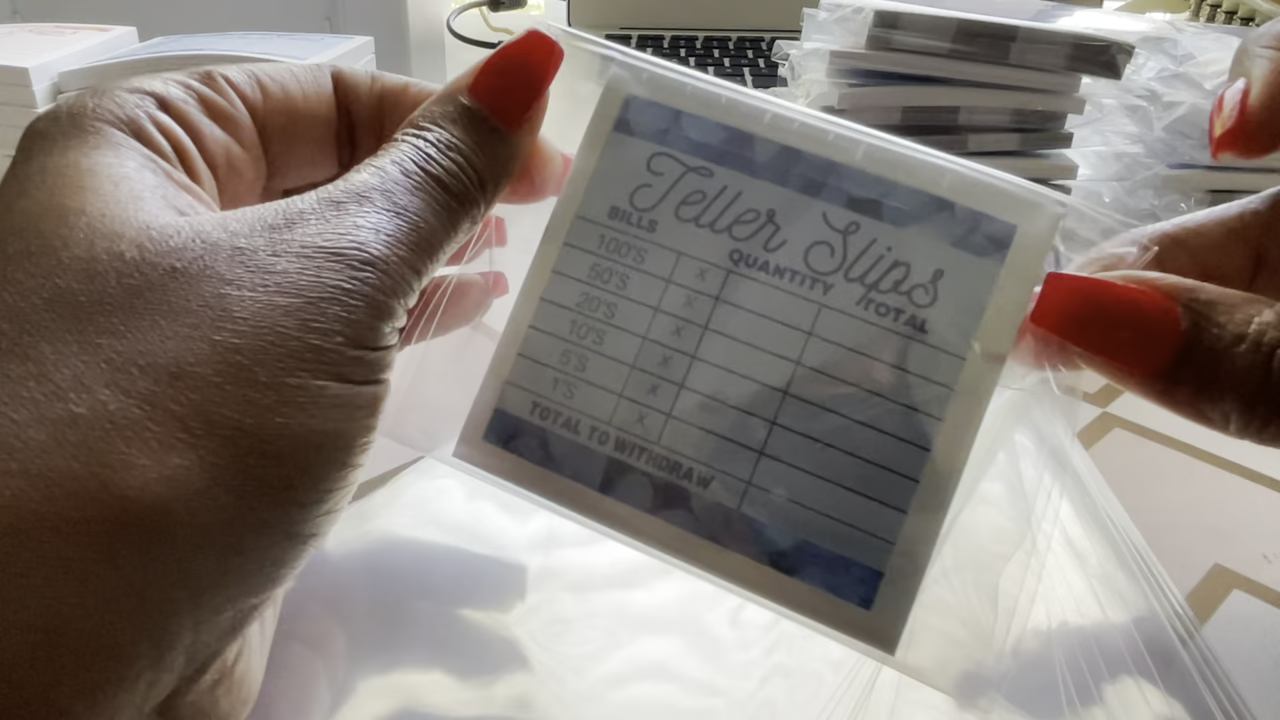 Teller Slips
BILLS QUANTITY TOTAL
100'S X
50'S X
20'S X
10'S X
5'S X
1'S X
TOTAL TO WITHDRAW